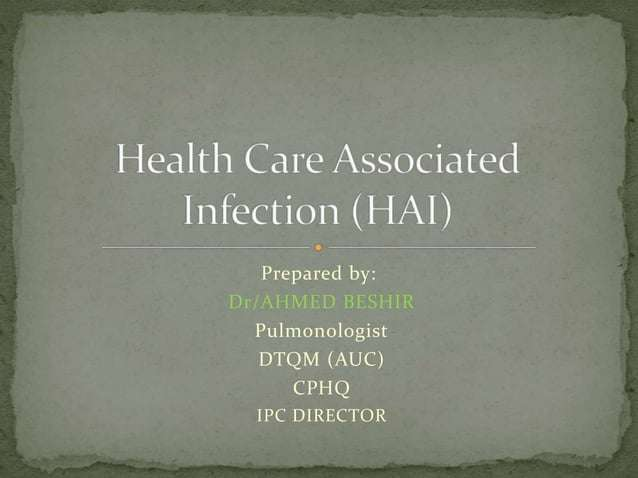 Health Care Associated
Infection (HAI)
Prepared by:
Dr/AHMED BESHIR
Pulmonologist
DTQM (AUC)
CPHQ
IPC DIRECTOR